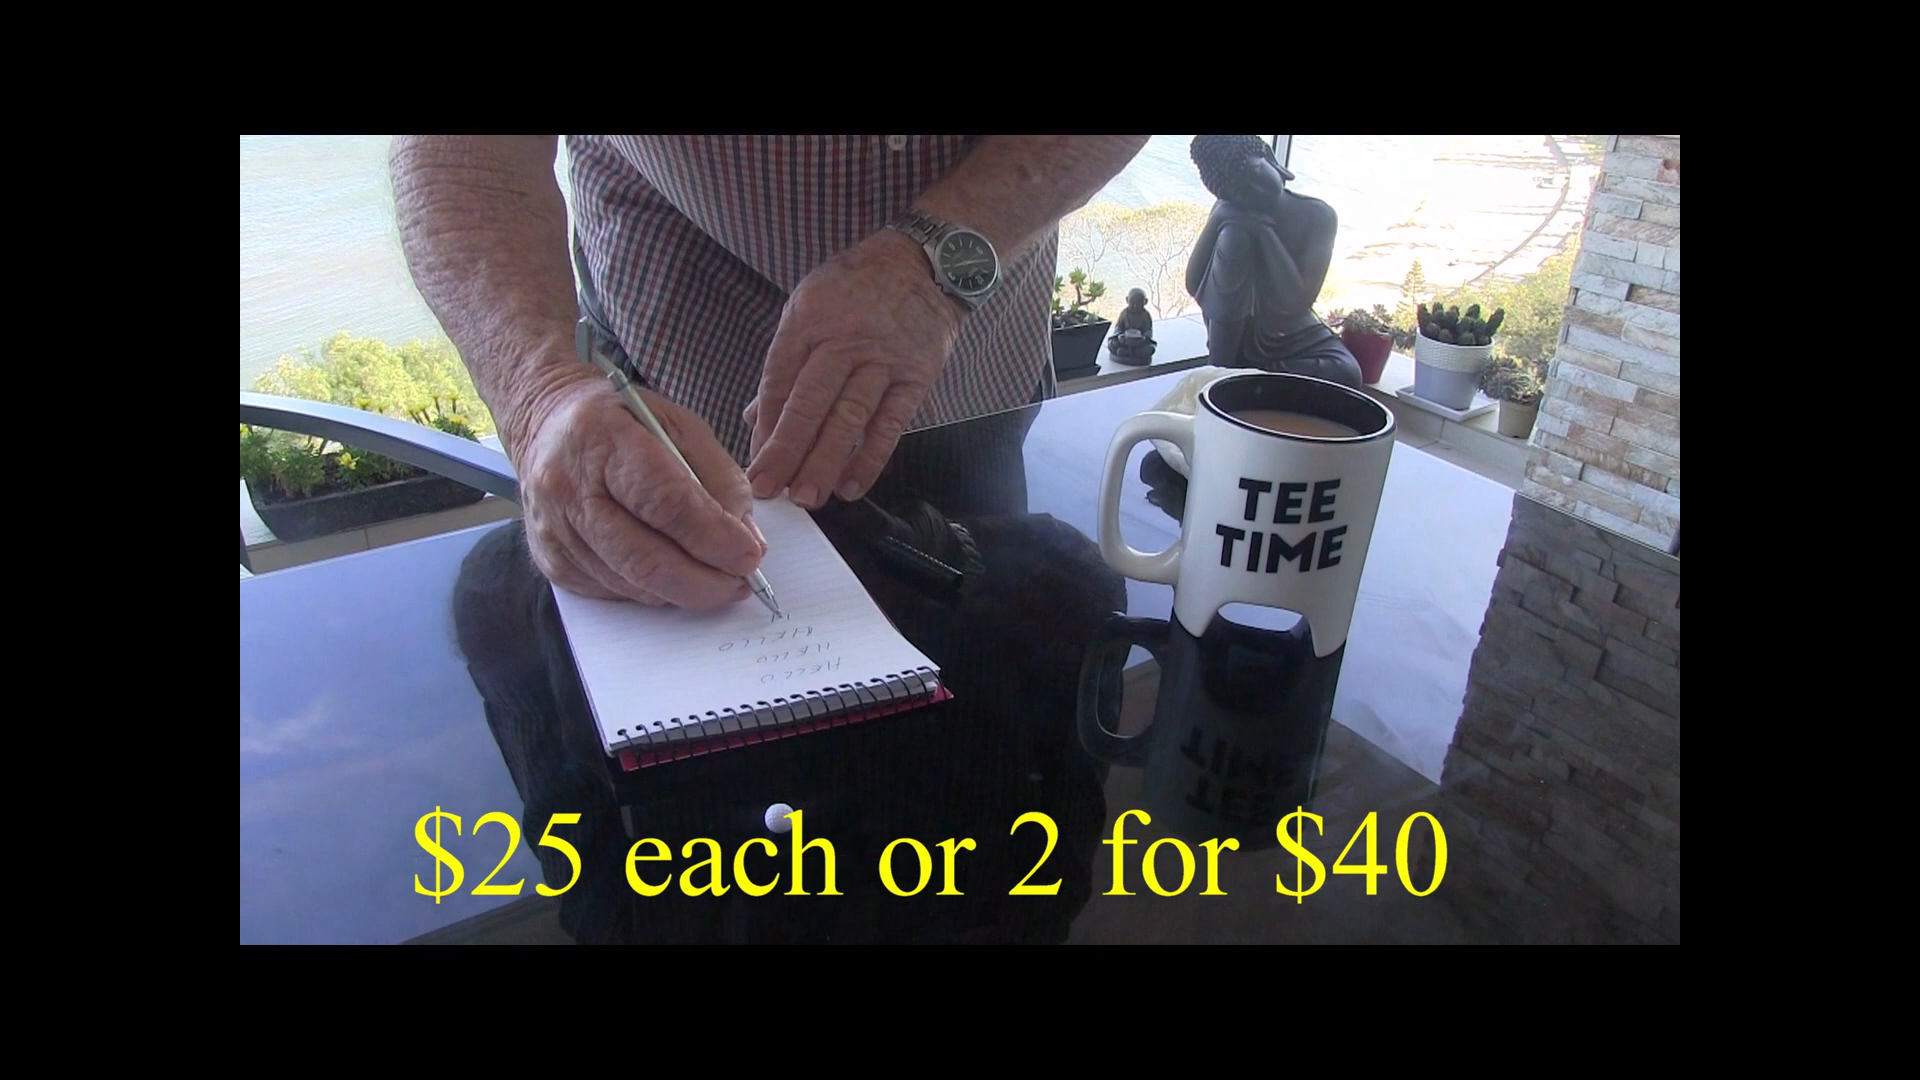 TEE
TIME
HELLO
HELLO
HELLO
H
$25 each or 2 for $40